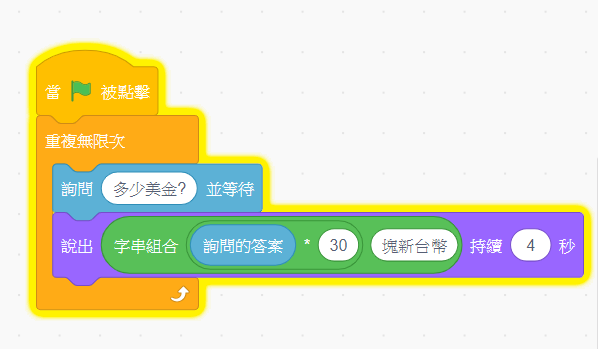 當 被點擊
重複無限次
詢問 多少美金? 並等待
說出 字串組合 詢問的答案 * 30 塊新台幣 持續 4 秒